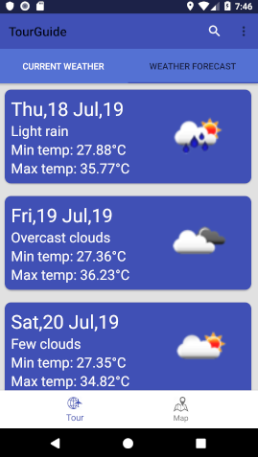 7:46
TourGuide
CURRENT WEATHER
WEATHER FORECAST
Thu,18 Jul,19
Light rain
Min temp: 27.88°C
Max temp: 35.77°C
Fri,19 Jul,19
Overcast clouds
Min temp: 27.36°C
Max temp: 36.23°C
Sat,20 Jul,19
Few clouds
Min temp: 27.35°C
Max temp: 34.82°C
Tour
Map